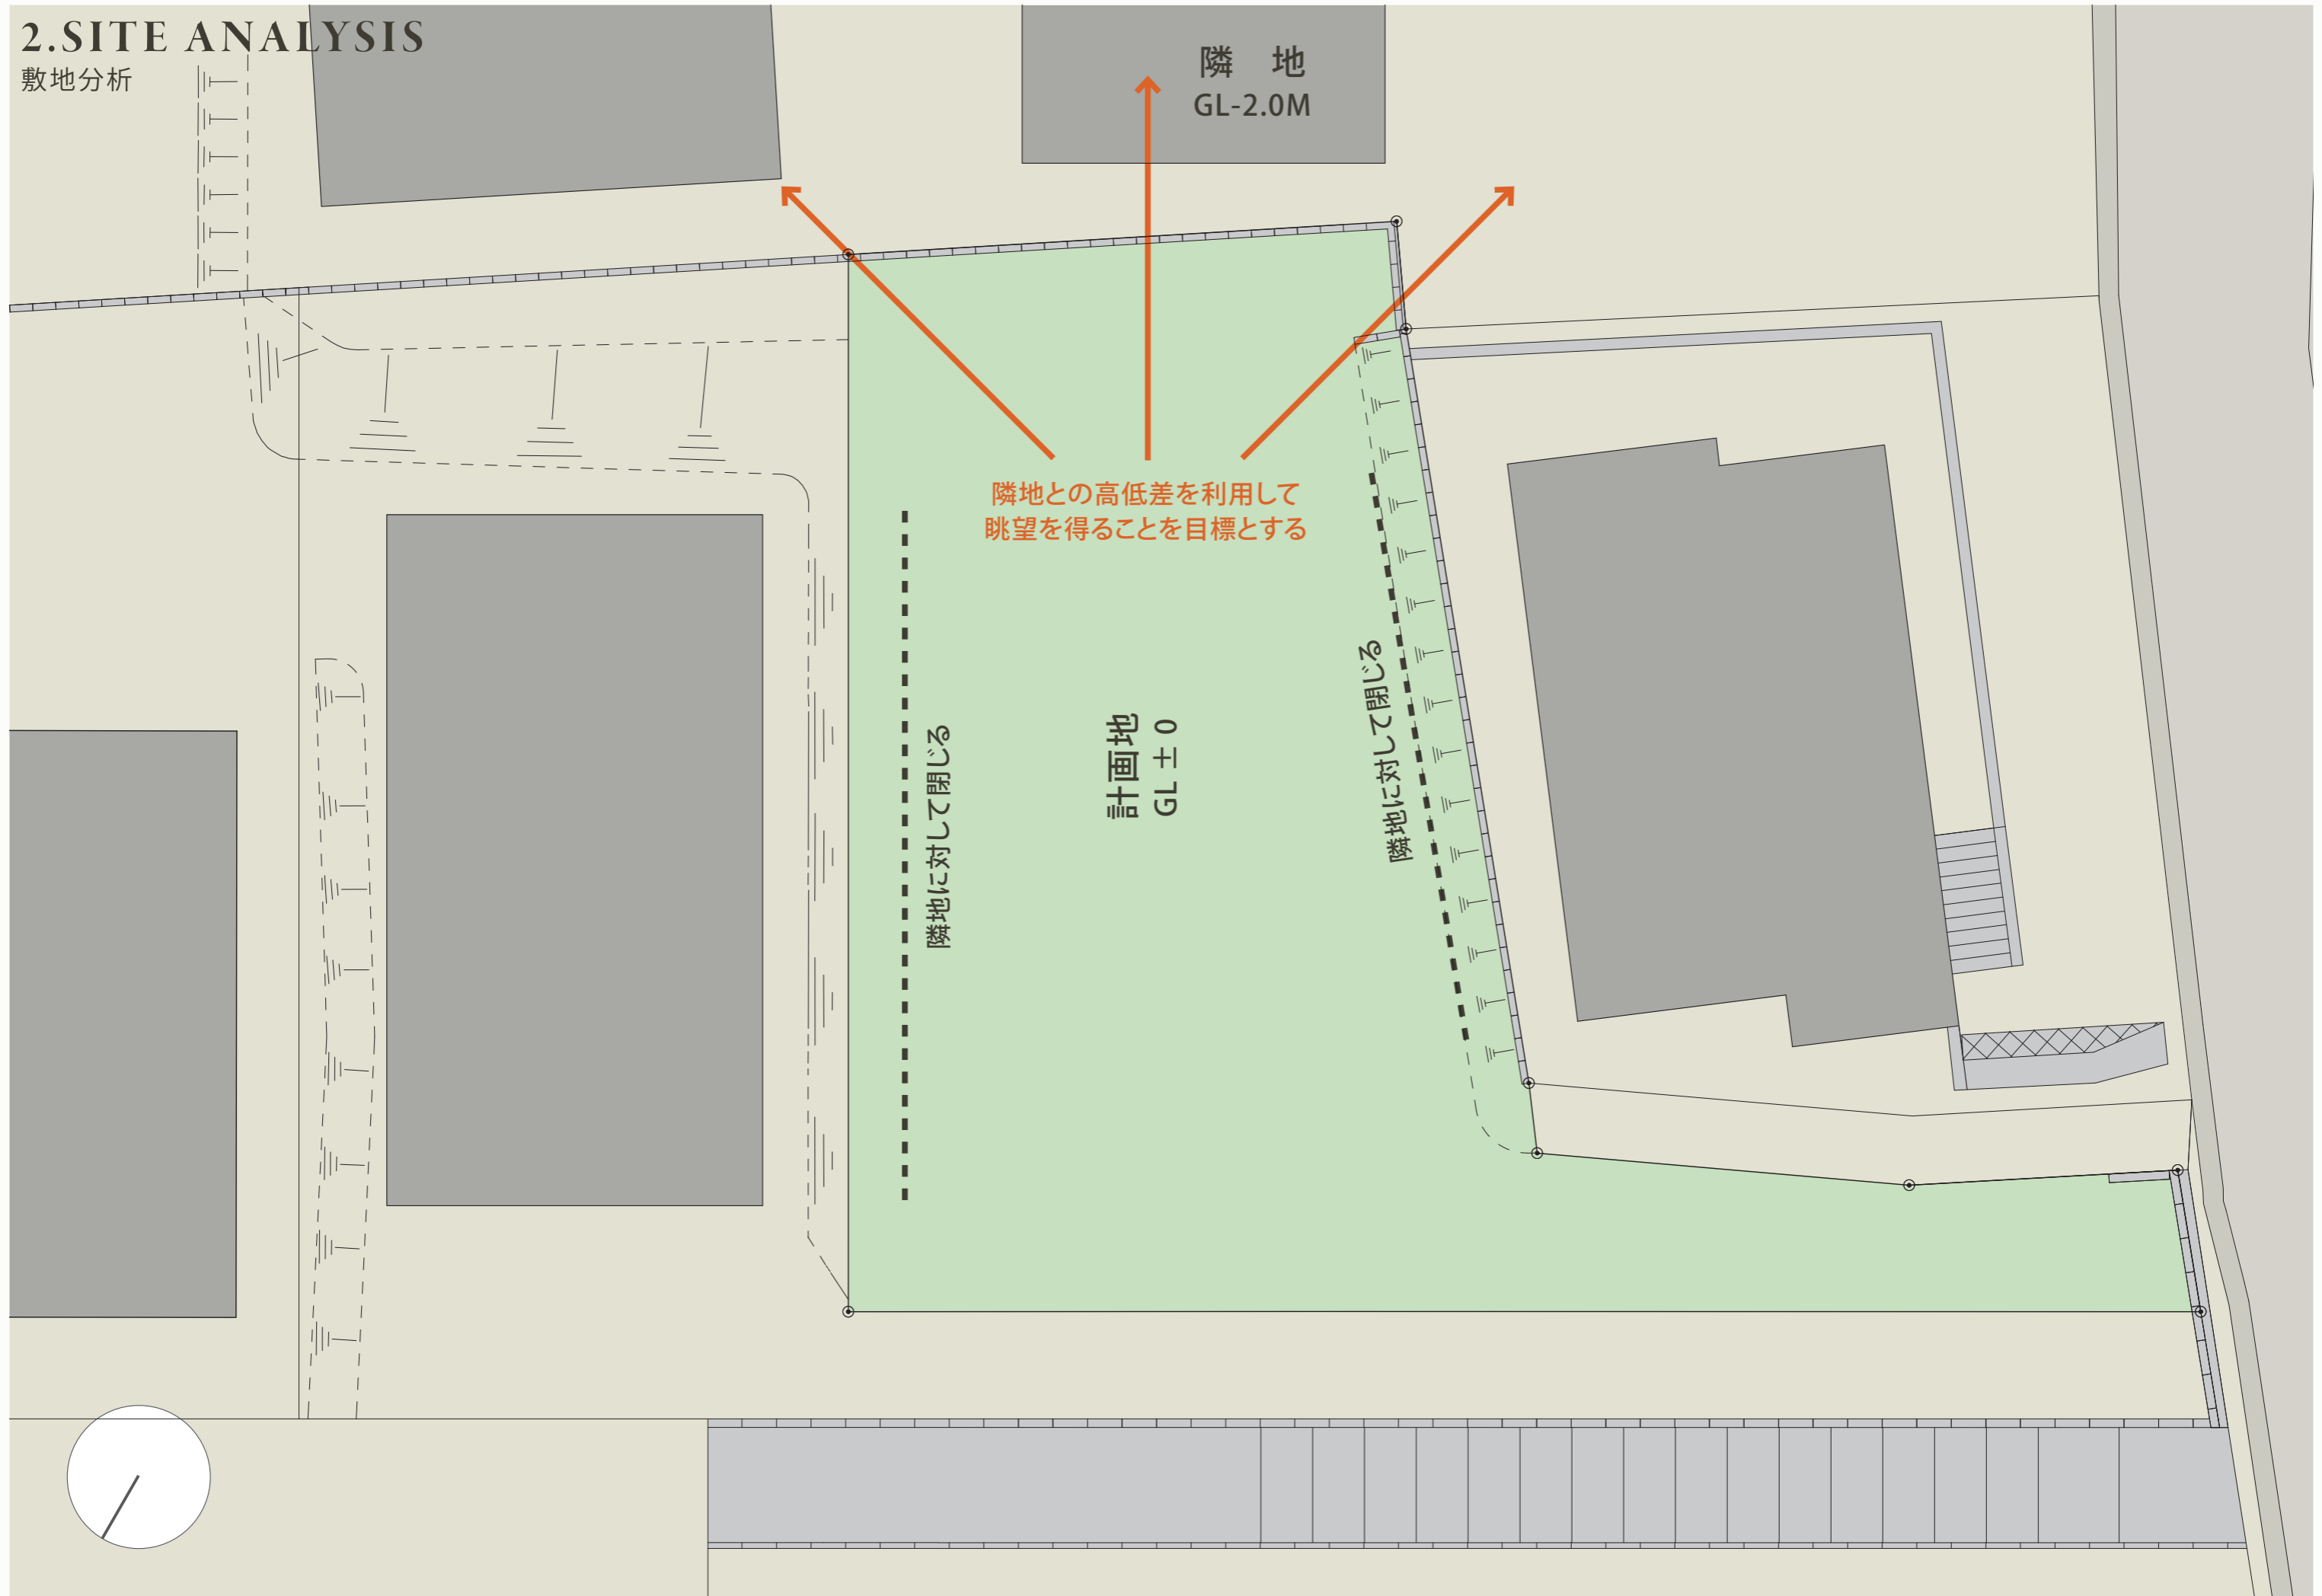 2.SITE ANALYSIS
敷地分析
隣 地
GL-2.0M
隣地との高低差を利用して
眺望を得ることを目標とする
隣地に対して閉じる
計画地
GL ± 0
隣地に対して閉じる